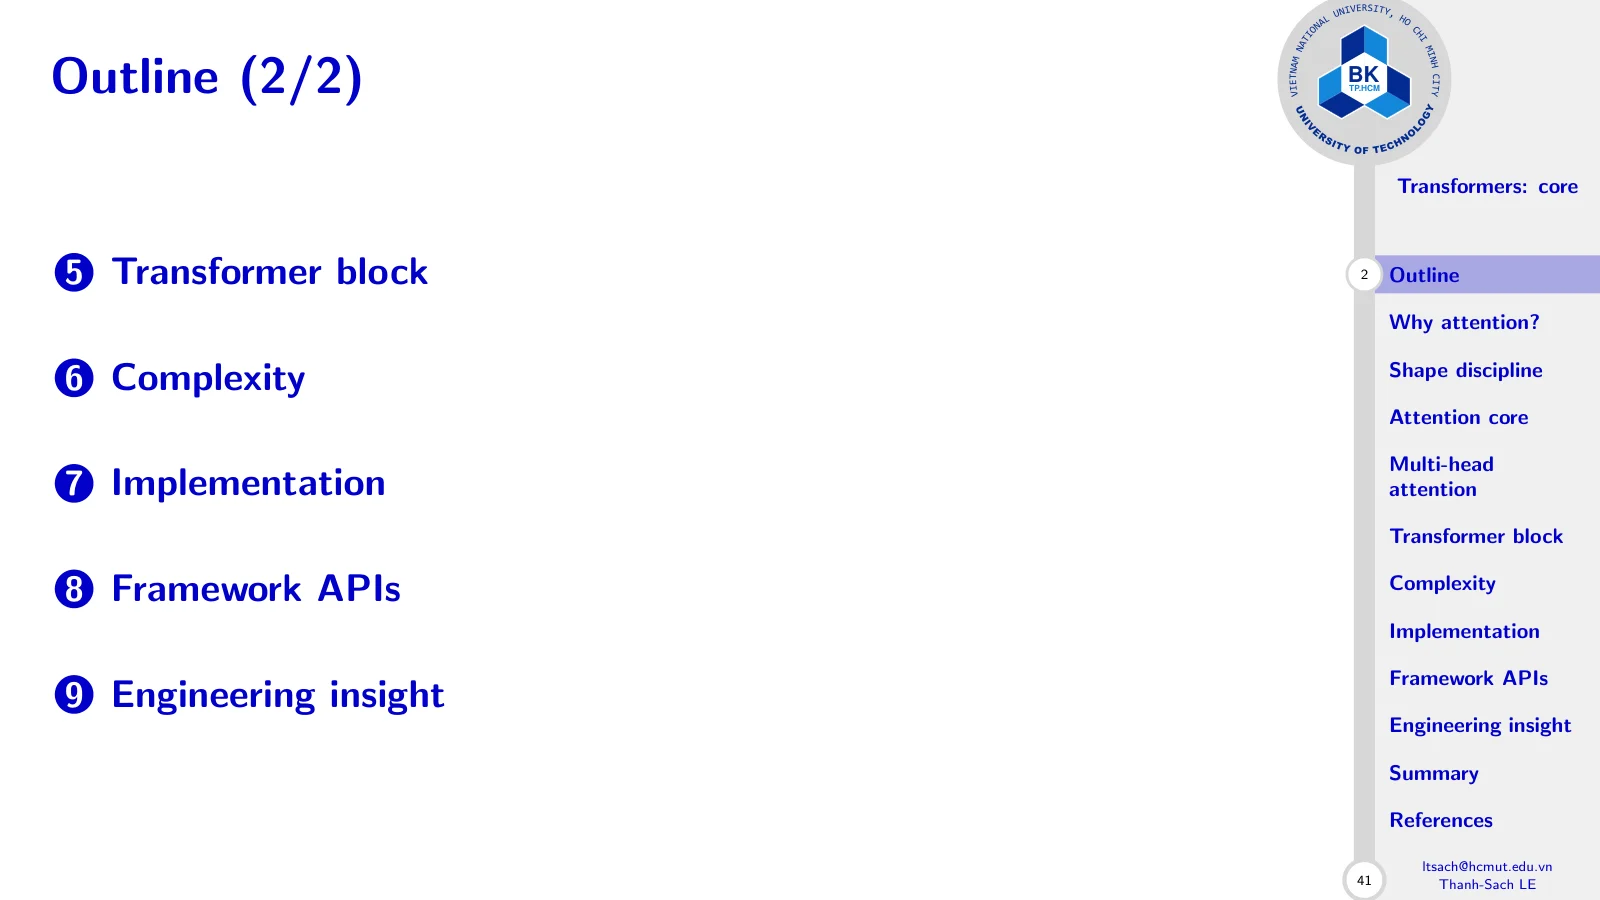 Outline (2/2)
5 Transformer block
6 Complexity
7 Implementation
8 Framework APIs
9 Engineering insight
VIETNAM NATIONAL UNIVERSITY, HO CHI MINH CITY
BK
TP.HCM
UNIVERSITY OF TECHNOLOGY
Transformers: core
2 Outline
Why attention?
Shape discipline
Attention core
Multi-head
attention
Transformer block
Complexity
Implementation
Framework APIs
Engineering insight
Summary
References
41
ltsach@hcmut.edu.vn
Thanh-Sach LE